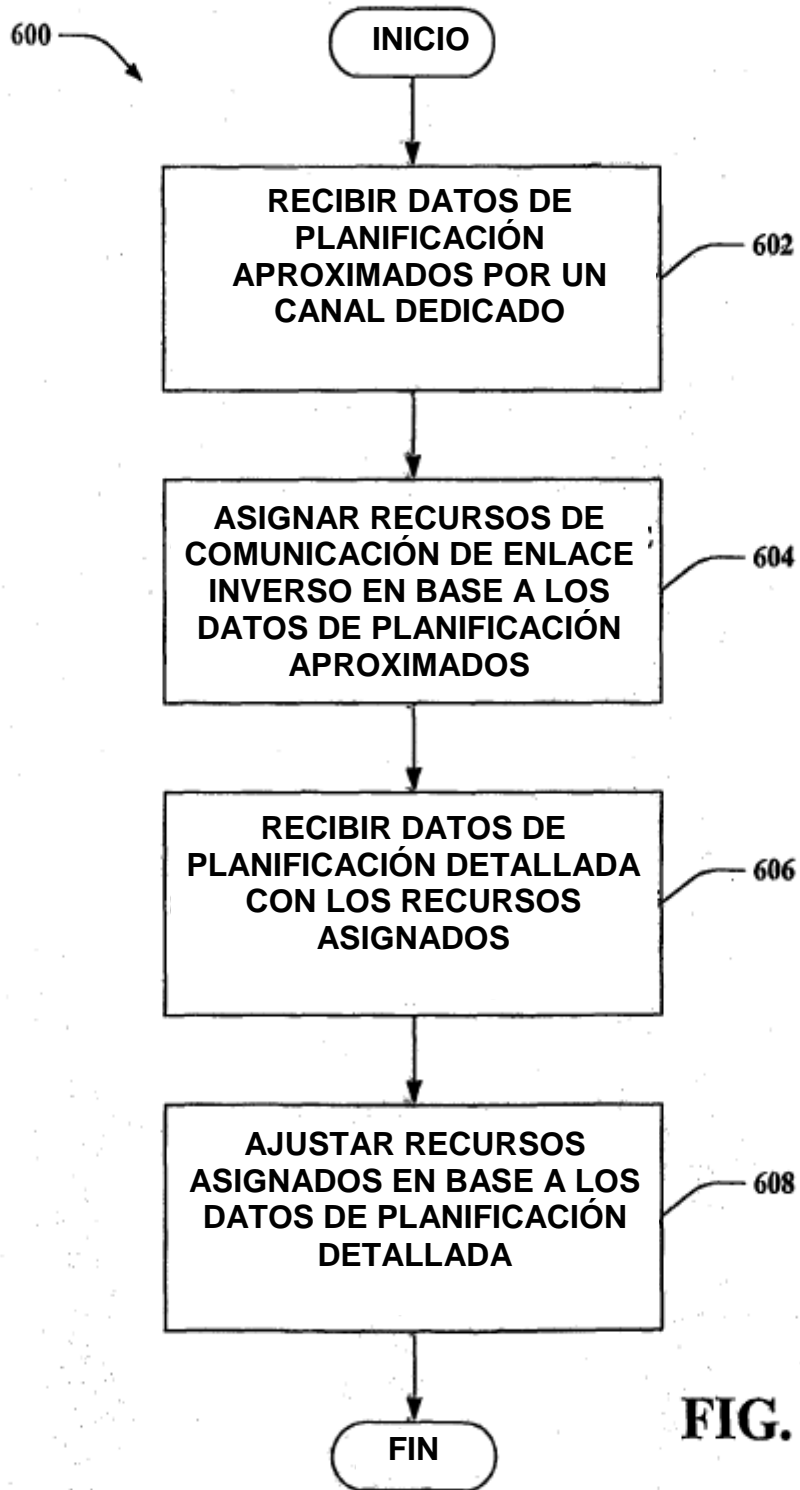 600
INICIO
RECIBIR DATOS DE
PLANIFICACIÓN
APROXIMADOS POR UN
CANAL DEDICADO
602
ASIGNAR RECURSOS DE
COMUNICACIÓN DE ENLACE
INVERSO EN BASE A LOS
DATOS DE PLANIFICACIÓN
APROXIMADOS
604
RECIBIR DATOS DE
PLANIFICACIÓN DETALLADA
CON LOS RECURSOS
ASIGNADOS
606
AJUSTAR RECURSOS
ASIGNADOS EN BASE A LOS
DATOS DE PLANIFICACIÓN
DETALLADA
608
FIN
FIG.